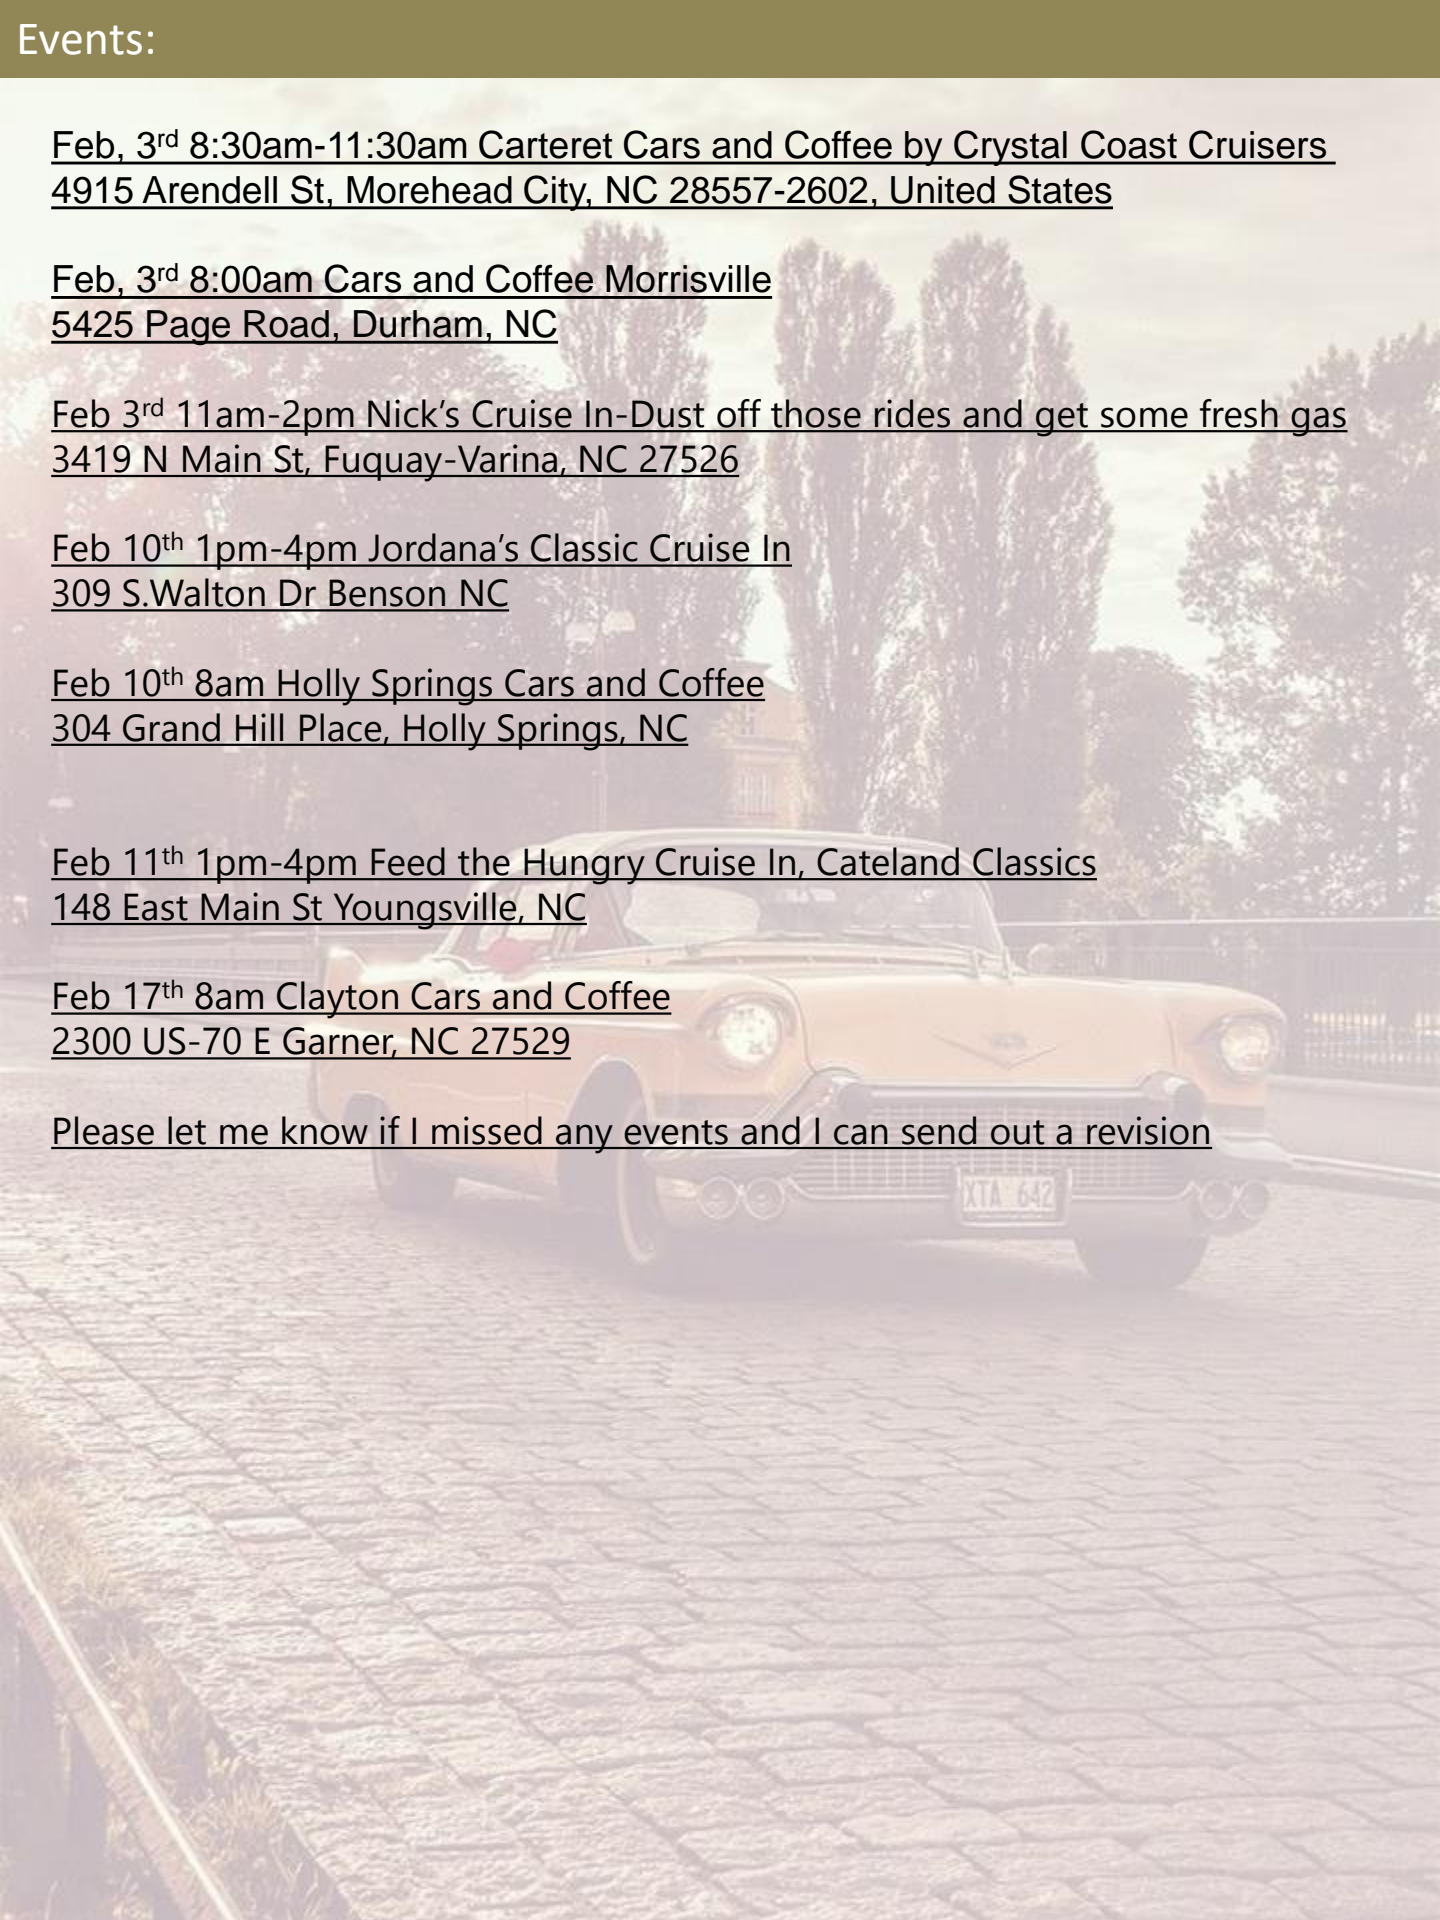 Events:
Feb, 3rd 8:30am-11:30am Carteret Cars and Coffee by Crystal Coast Cruisers
4915 Arendell St, Morehead City, NC 28557-2602, United States
Feb, 3rd 8:00am Cars and Coffee Morrisville
5425 Page Road, Durham, NC
Feb 3rd 11am-2pm Nick’s Cruise In-Dust off those rides and get some fresh gas
3419 N Main St, Fuquay-Varina, NC 27526
Feb 10th 1pm-4pm Jordana’s Classic Cruise In
309 S.Walton Dr Benson NC
Feb 10th 8am Holly Springs Cars and Coffee
304 Grand Hill Place, Holly Springs, NC
Feb 11th 1pm-4pm Feed the Hungry Cruise In, Cateland Classics
148 East Main St Youngsville, NC
Feb 17th 8am Clayton Cars and Coffee
2300 US-70 E Garner, NC 27529
Please let me know if I missed any events and I can send out a revision
XTA 642